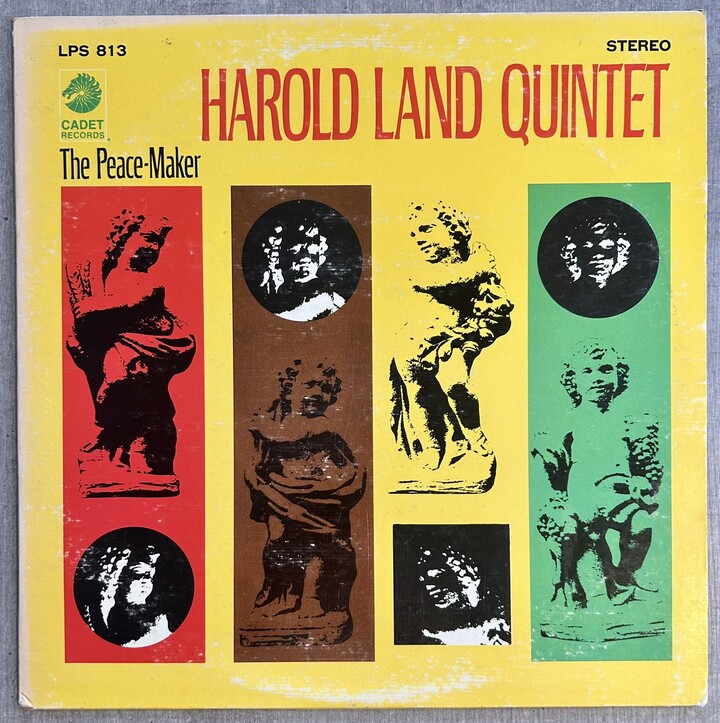 LPS 813
STEREO
CADET
RECORDS
HAROLD LAND QUINTET
The Peace-Maker